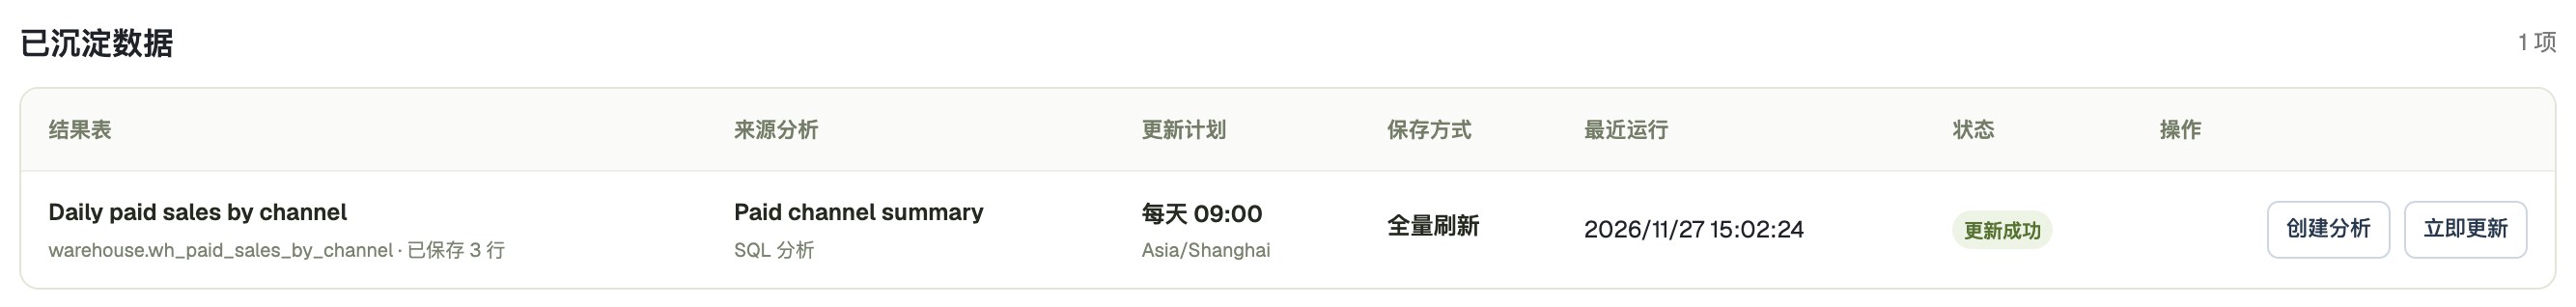 已沉淀数据
1 项
结果表 来源分析 更新计划 保存方式 最近运行 状态 操作
Daily paid sales by channel
warehouse.wh_paid_sales_by_channel · 已保存 3 行
Paid channel summary
SQL 分析
每天 09:00
Asia/Shanghai
全量刷新
2026/11/27 15:02:24
更新成功
创建分析
立即更新